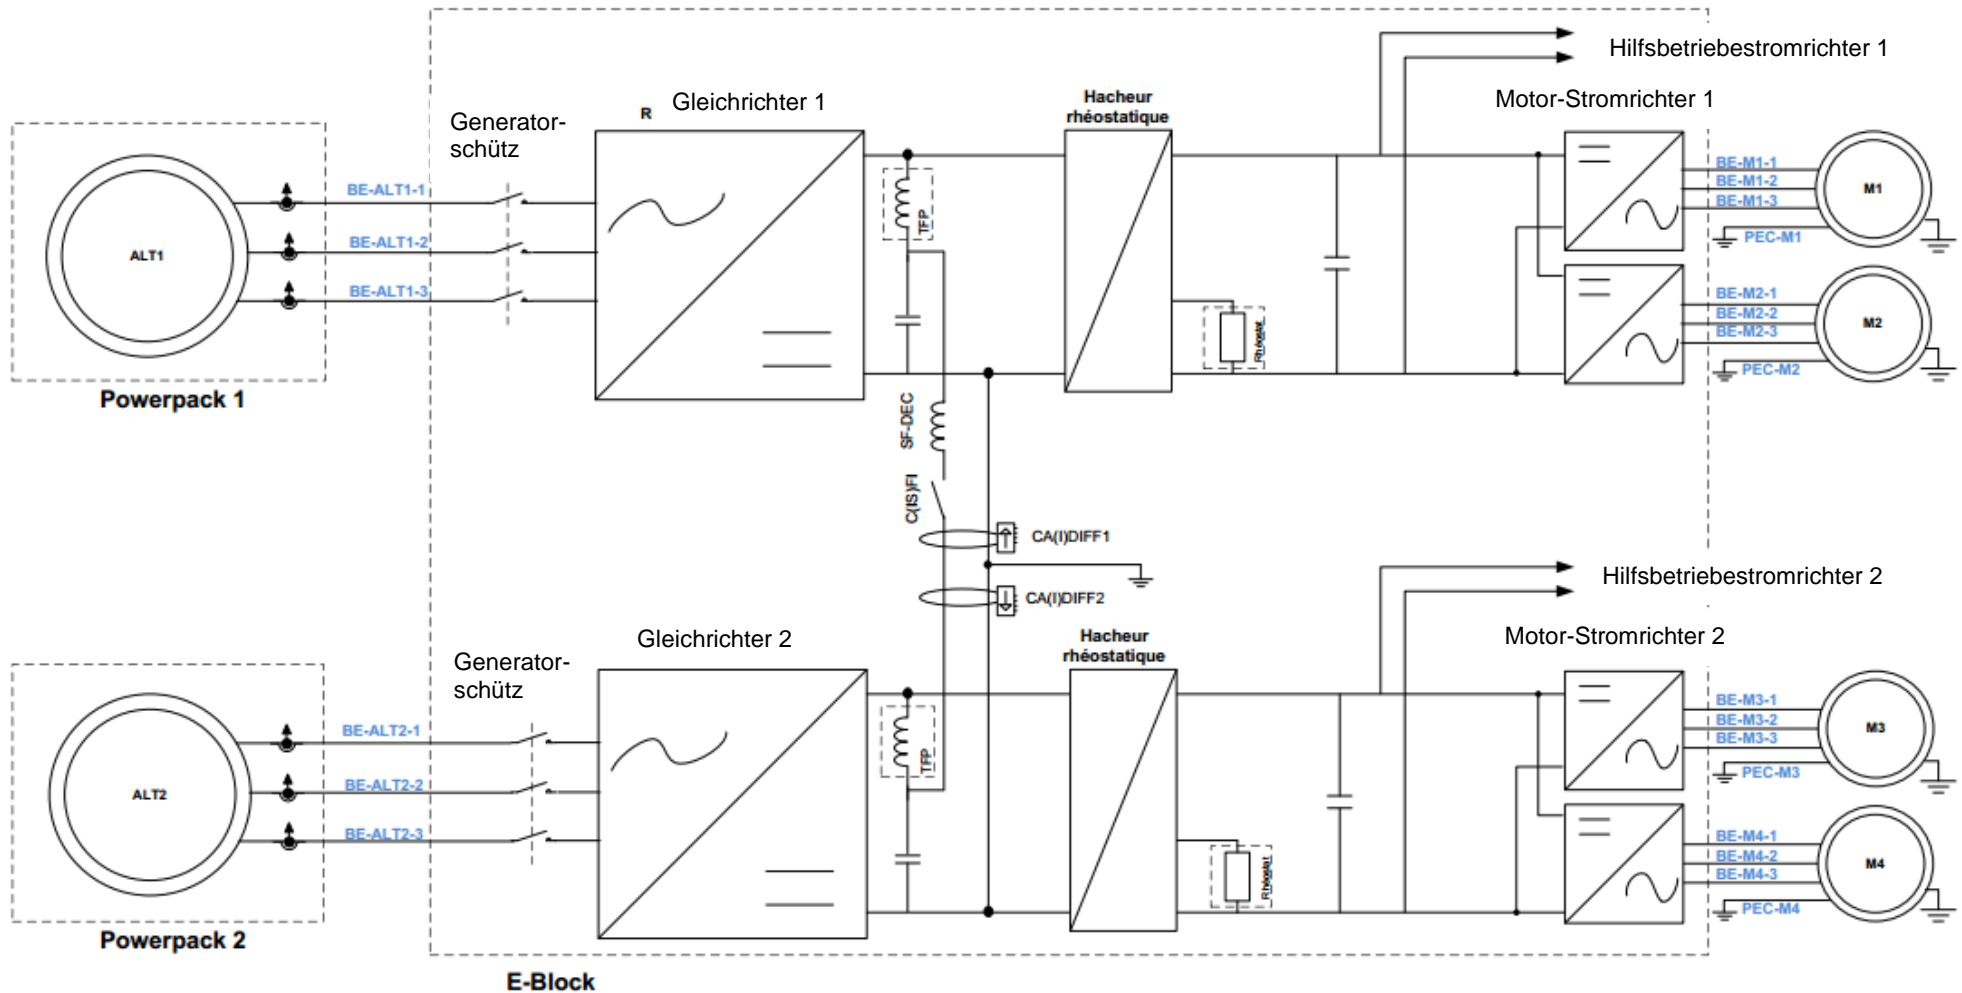 Hilfsbetriebestromrichter 1
Gleichrichter 1
R
Hacheur
rhéostatique
Motor-Stromrichter 1
Generator-
schütz
ALT1
BE-ALT1-1
BE-ALT1-2
BE-ALT1-3
TFP
Rhéostat
BE-M1-1
BE-M1-2
BE-M1-3
PEC-M1
M1
BE-M2-1
BE-M2-2
BE-M2-3
PEC-M2
M2
Powerpack 1
SF-DEC
C(IS)FI
CA(I)DIFF1
CA(I)DIFF2
Hilfsbetriebestromrichter 2
Gleichrichter 2
Hacheur
rhéostatique
Motor-Stromrichter 2
Generator-
schütz
ALT2
BE-ALT2-1
BE-ALT2-2
BE-ALT2-3
TFP
Rhéostat
BE-M3-1
BE-M3-2
BE-M3-3
PEC-M3
M3
BE-M4-1
BE-M4-2
BE-M4-3
PEC-M4
M4
Powerpack 2
E-Block